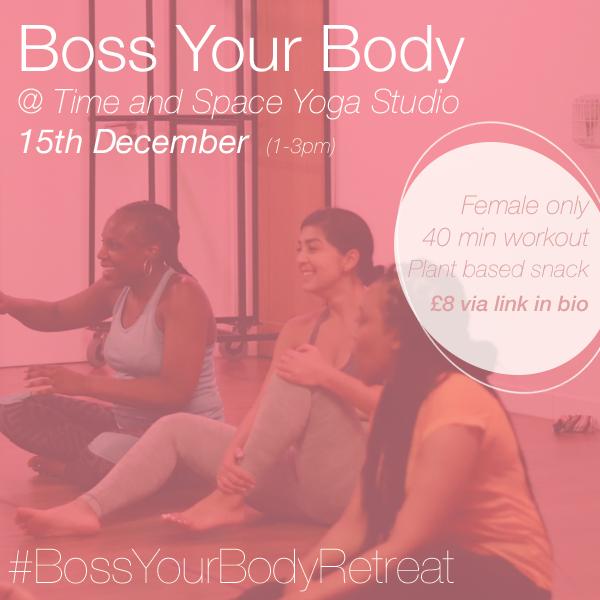 Boss Your Body
@ Time and Space Yoga Studio
15th December (1-3pm)
Female only
40 min workout
Plant based snack
£8 via link in bio
#BossYourBodyRetreat